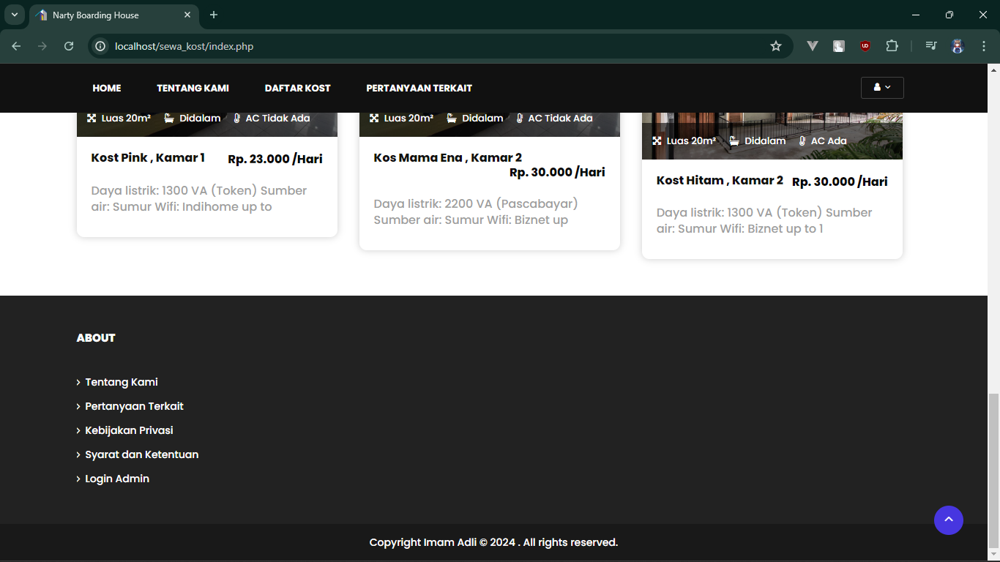 Narty Boarding House
localhost/sewa_kost/index.php
HOME TENTANG KAMI DAFTAR KOST PERTANYAAN TERKAIT
Luas 20m² Didalam AC Tidak Ada
Kost Pink , Kamar 1 Rp. 23.000 /Hari
Daya listrik: 1300 VA (Token) Sumber
air: Sumur Wifi: Indihome up to
Luas 20m² Didalam AC Tidak Ada
Kos Mama Ena , Kamar 2
Rp. 30.000 /Hari
Daya listrik: 2200 VA (Pascabayar)
Sumber air: Sumur Wifi: Biznet up
Luas 20m² Didalam AC Ada
Kost Hitam , Kamar 2 Rp. 30.000 /Hari
Daya listrik: 1300 VA (Token) Sumber
air: Sumur Wifi: Biznet up to 1
ABOUT
Tentang Kami
Pertanyaan Terkait
Kebijakan Privasi
Syarat dan Ketentuan
Login Admin
Copyright Imam Adli © 2024 . All rights reserved.